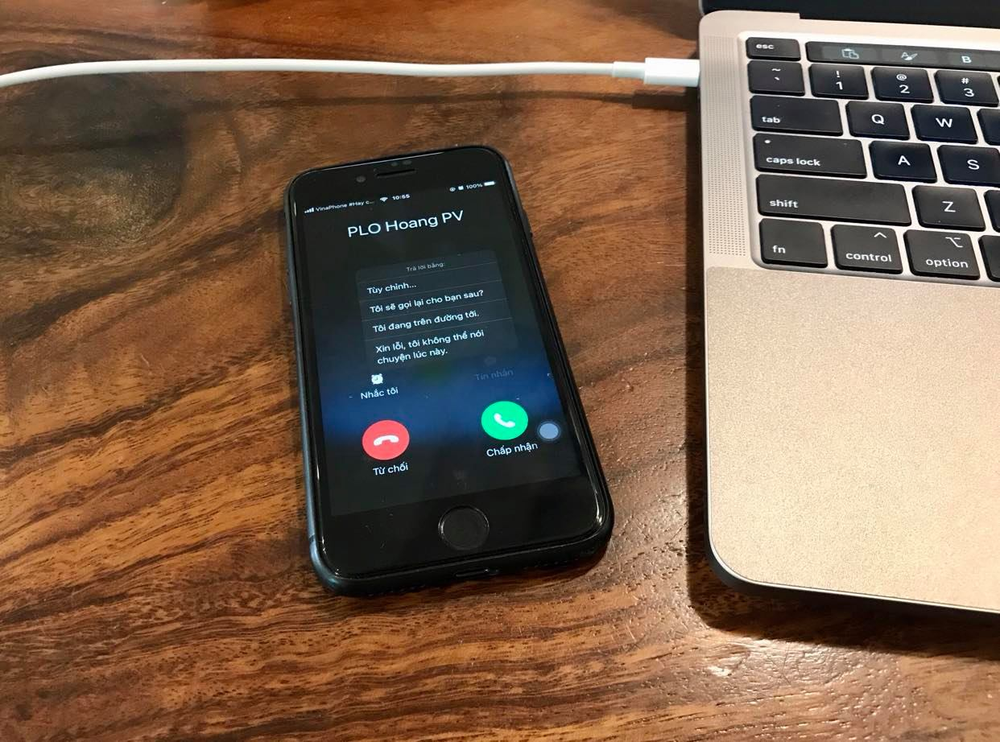 VinaPhone #Hay c... 10:55 100%
PLO Hoang PV
Trả lời bằng:
Tùy chỉnh...
Tôi sẽ gọi lại cho bạn sau?
Tôi đang trên đường tới.
Xin lỗi, tôi không thể nói
chuyện lúc này.
Nhắc tôi
Tin nhắn
Từ chối
Chấp nhận
esc B
~ ` ! 1 @ 2 # 3
tab Q W
caps lock A S
shift Z
fn control option